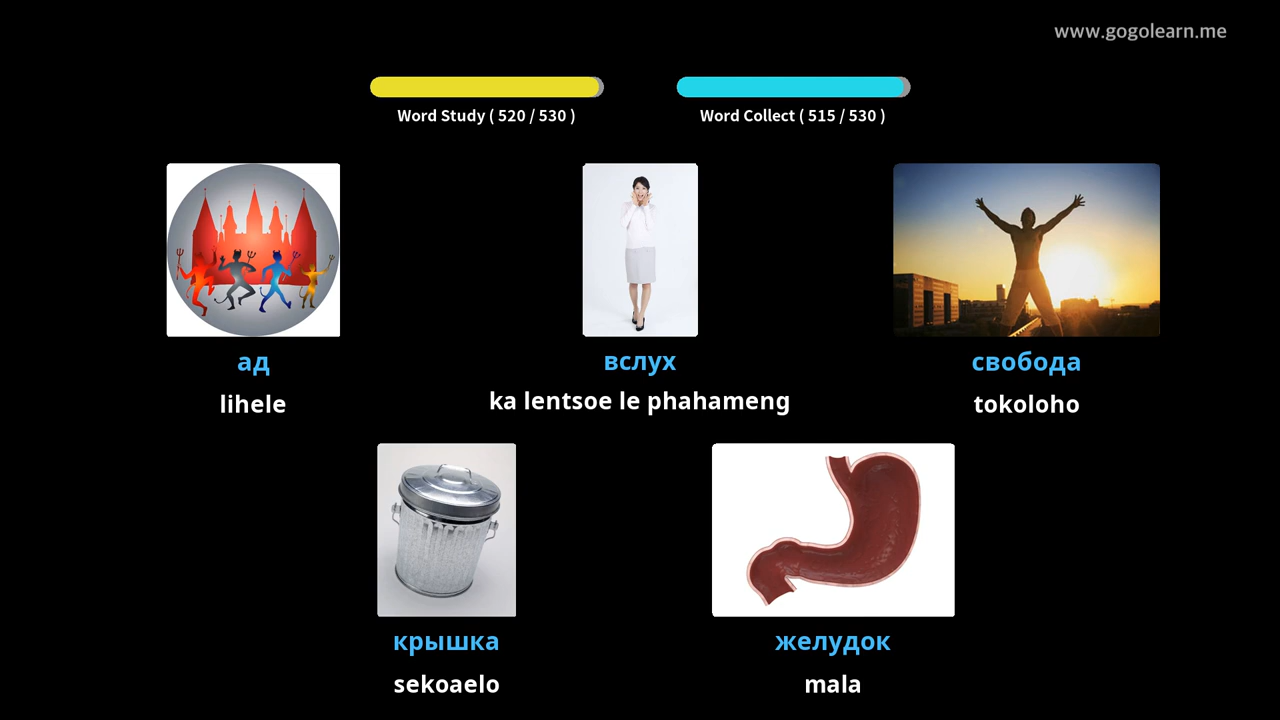 www.gogolearn.me
Word Study ( 520 / 530 )
Word Collect ( 515 / 530 )
ад
вслух
свобода
lihele
ka lentsoe le phahameng
tokoloho
крышка
желудок
sekoaelo
mala